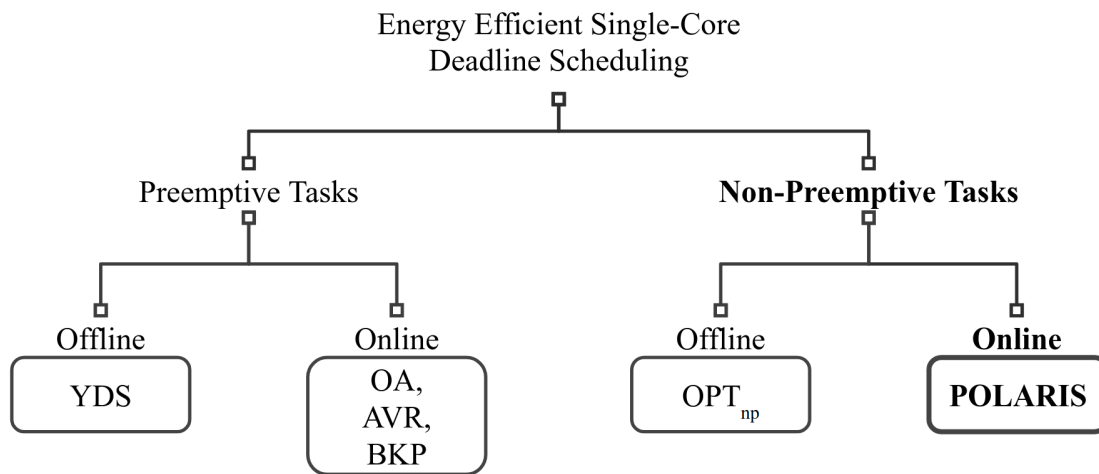 Energy Efficient Single-Core
Deadline Scheduling
Preemptive Tasks
Non-Preemptive Tasks
Offline
Online
Offline
Online
YDS
OA,
AVR,
BKP
OPTnp
POLARIS